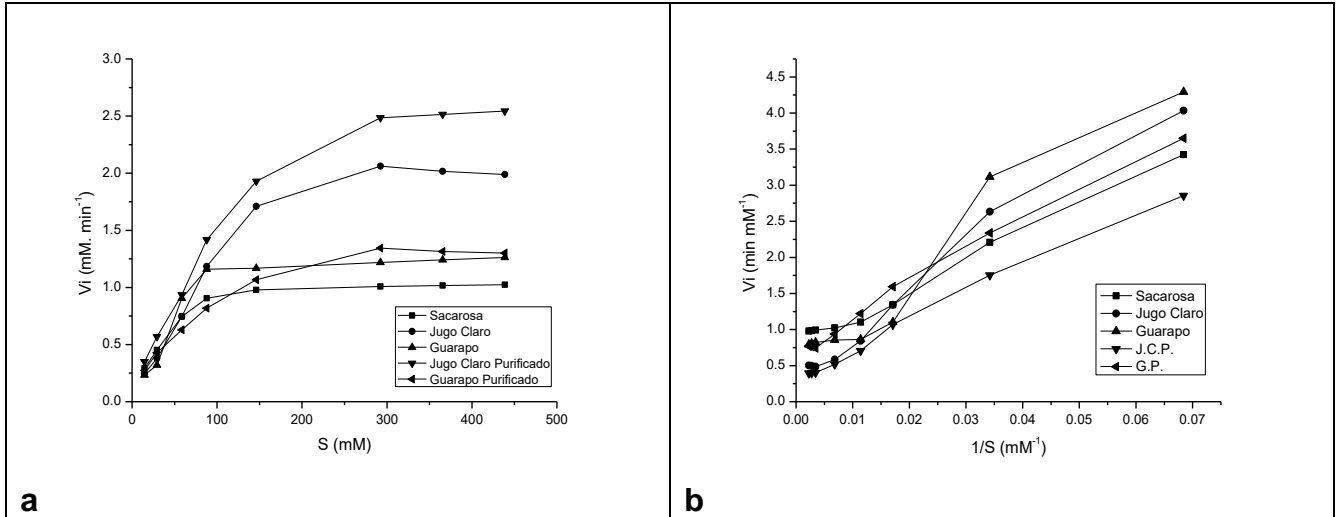 3.0
2.5
2.0
1.5
1.0
0.5
0.0
Vi (mM. min⁻¹)
0
100
200
300
400
500
S (mM)
Sacarosa
Jugo Claro
Guarapo
Jugo Claro Purificado
Guarapo Purificado
a
4.5
4.0
3.5
3.0
2.5
2.0
1.5
1.0
0.5
0.0
Vi (min mM⁻¹)
0.00
0.01
0.02
0.03
0.04
0.05
0.06
0.07
1/S (mM⁻¹)
Sacarosa
Jugo Claro
Guarapo
J.C.P.
G.P.
b